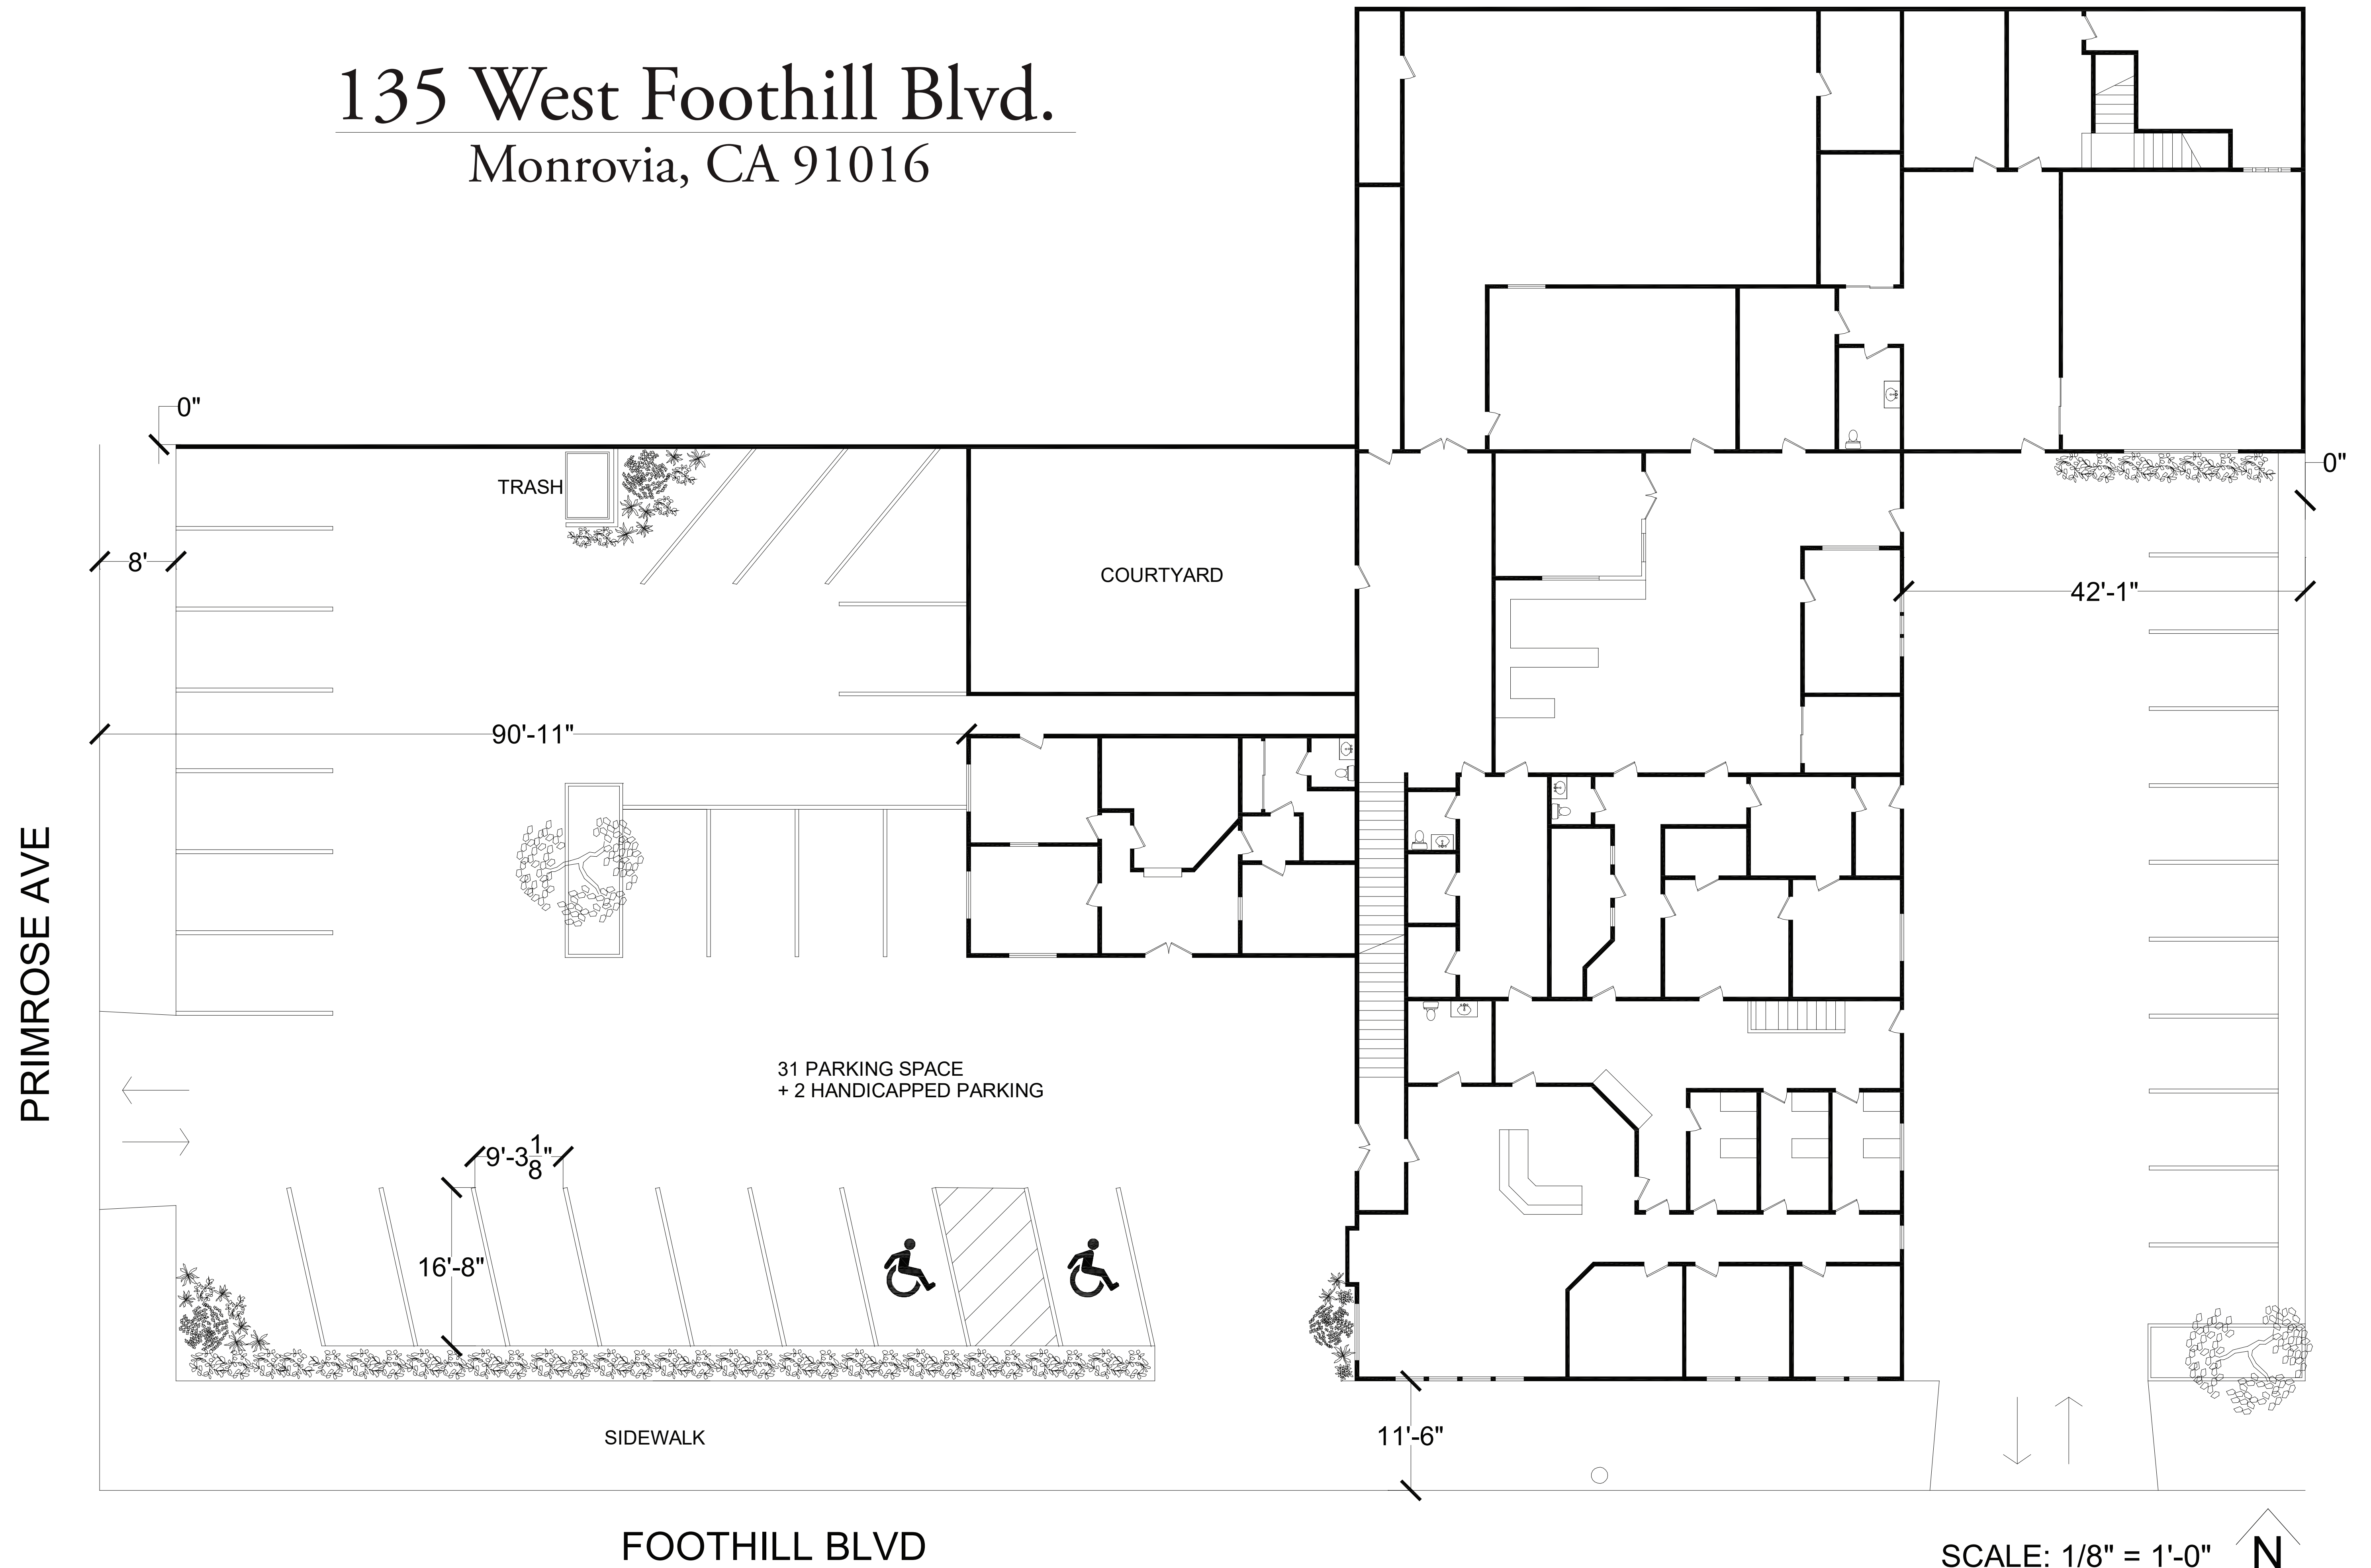 135 West Foothill Blvd.
Monrovia, CA 91016
0"
TRASH
0"
8'
COURTYARD
42'-1"
90'-11"
PRIMROSE AVE
31 PARKING SPACE
+ 2 HANDICAPPED PARKING
9'-3 1/8"
16'-8"
SIDEWALK
11'-6"
FOOTHILL BLVD
SCALE: 1/8" = 1'-0"
N